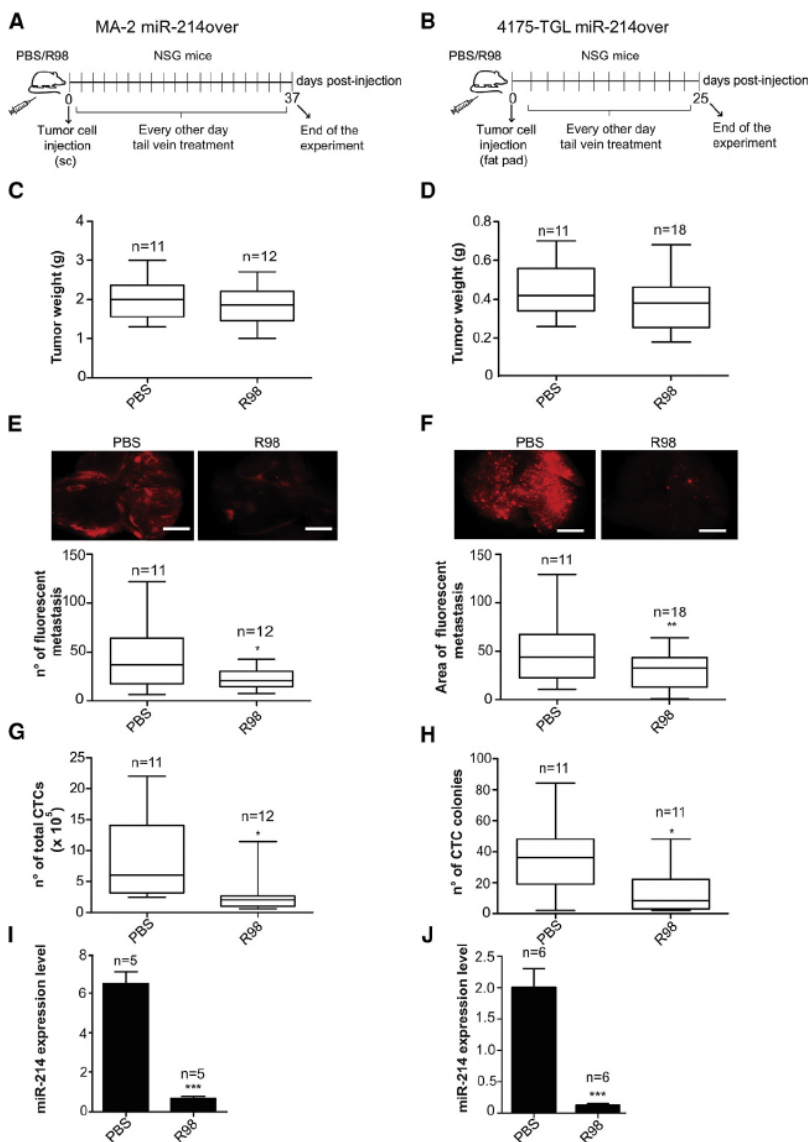 A
MA-2 miR-214over
PBS/R98
NSG mice
days post-injection
0
37
Tumor cell
injection
(sc)
Every other day
tail vein treatment
End of the
experiment
B
4175-TGL miR-214over
PBS/R98
NSG mice
days post-injection
0
25
Tumor cell
injection
(fat pad)
Every other day
tail vein treatment
End of the
experiment
C
Tumor weight (g)
4
3
2
1
0
n=11
n=12
PBS
R98
D
Tumor weight (g)
0.8
0.6
0.4
0.2
0
n=11
n=18
PBS
R98
E
PBS
R98
n° of fluorescent
metastasis
150
100
50
0
n=11
n=12
*
PBS
R98
F
PBS
R98
Area of fluorescent
metastasis
150
100
50
0
n=11
n=18
**
PBS
R98
G
n° of total CTCs
(x 10⁵)
25
20
15
10
5
0
n=11
n=12
*
PBS
R98
H
n° of CTC colonies
100
80
60
40
20
0
n=11
n=11
*
PBS
R98
I
miR-214 expression level
8
6
4
2
0
n=5
n=5
***
PBS
R98
J
miR-214 expression level
2.5
2.0
1.5
1.0
0.5
0
n=6
n=6
***
PBS
R98